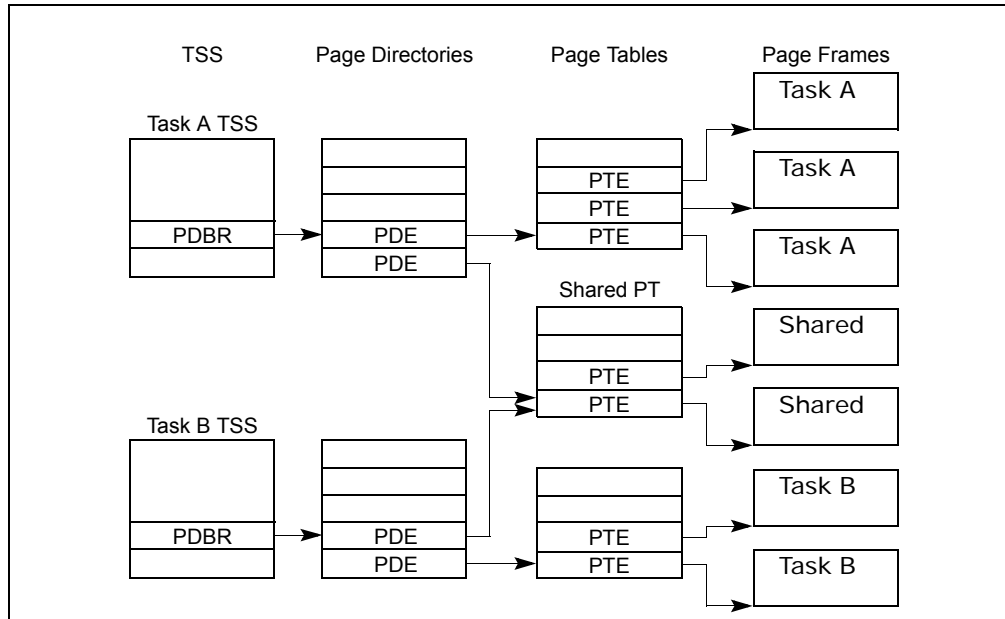 TSS
Page Directories
Page Tables
Page Frames
Task A TSS
PDBR
PDE
PDE
PTE
PTE
PTE
Task A
Task A
Task A
Shared PT
PTE
PTE
Shared
Shared
Task B TSS
PDBR
PDE
PDE
PTE
PTE
Task B
Task B